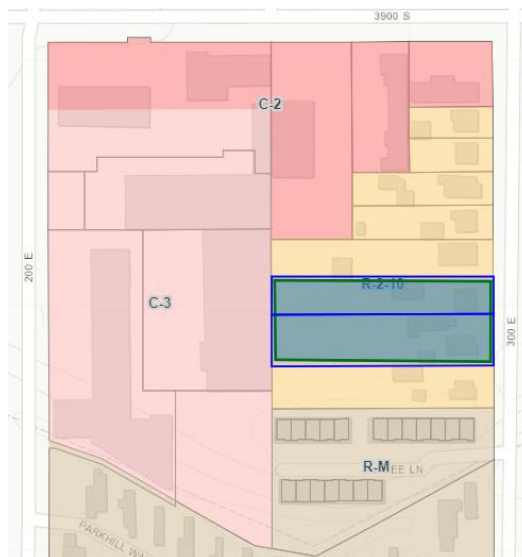 3900 S
C-2
200 E
R-2-10
C-3
300 E
R-M
EE LN
PARKHILL WA